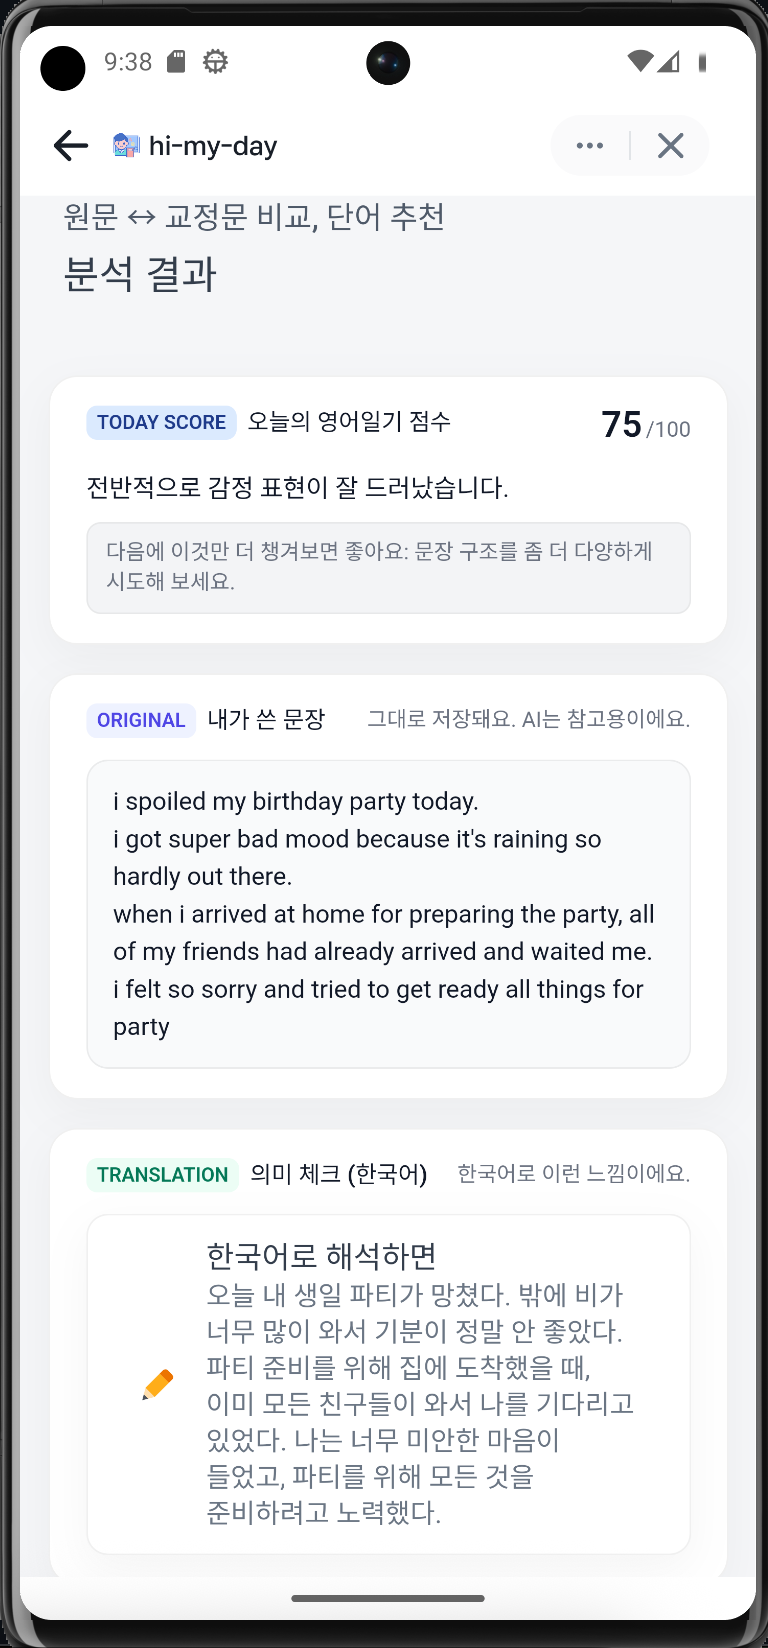 9:38
hi-my-day
원문 ↔ 교정문 비교, 단어 추천
분석 결과
TODAY SCORE 오늘의 영어일기 점수 75 /100
전반적으로 감정 표현이 잘 드러났습니다.
다음에 이것만 더 챙겨보면 좋아요: 문장 구조를 좀 더 다양하게
시도해 보세요.
ORIGINAL 내가 쓴 문장 그대로 저장돼요. AI는 참고용이에요.
i spoiled my birthday party today.
i got super bad mood because it's raining so
hardly out there.
when i arrived at home for preparing the party, all
of my friends had already arrived and waited me.
i felt so sorry and tried to get ready all things for
party
TRANSLATION 의미 체크 (한국어) 한국어로 이런 느낌이에요.
한국어로 해석하면
오늘 내 생일 파티가 망쳤다. 밖에 비가
너무 많이 와서 기분이 정말 안 좋았다.
파티 준비를 위해 집에 도착했을 때,
이미 모든 친구들이 와서 나를 기다리고
있었다. 나는 너무 미안한 마음이
들었고, 파티를 위해 모든 것을
준비하려고 노력했다.